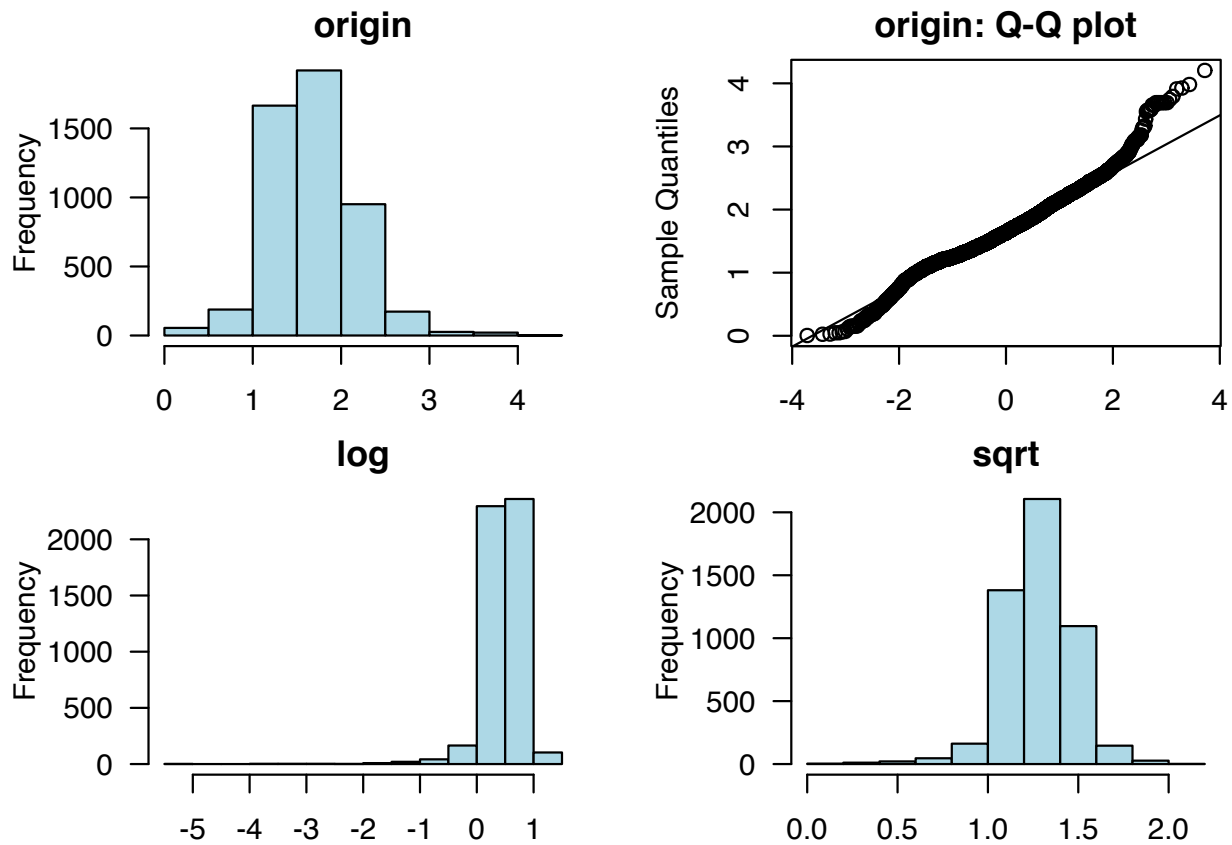 origin
Frequency
1500
1000
500
0
0 1 2 3 4
origin: Q-Q plot
Sample Quantiles
4
3
2
1
0
-4 -2 0 2 4
log
Frequency
2000
1500
1000
500
0
-5 -4 -3 -2 -1 0 1
sqrt
Frequency
2000
1500
1000
500
0
0.0 0.5 1.0 1.5 2.0